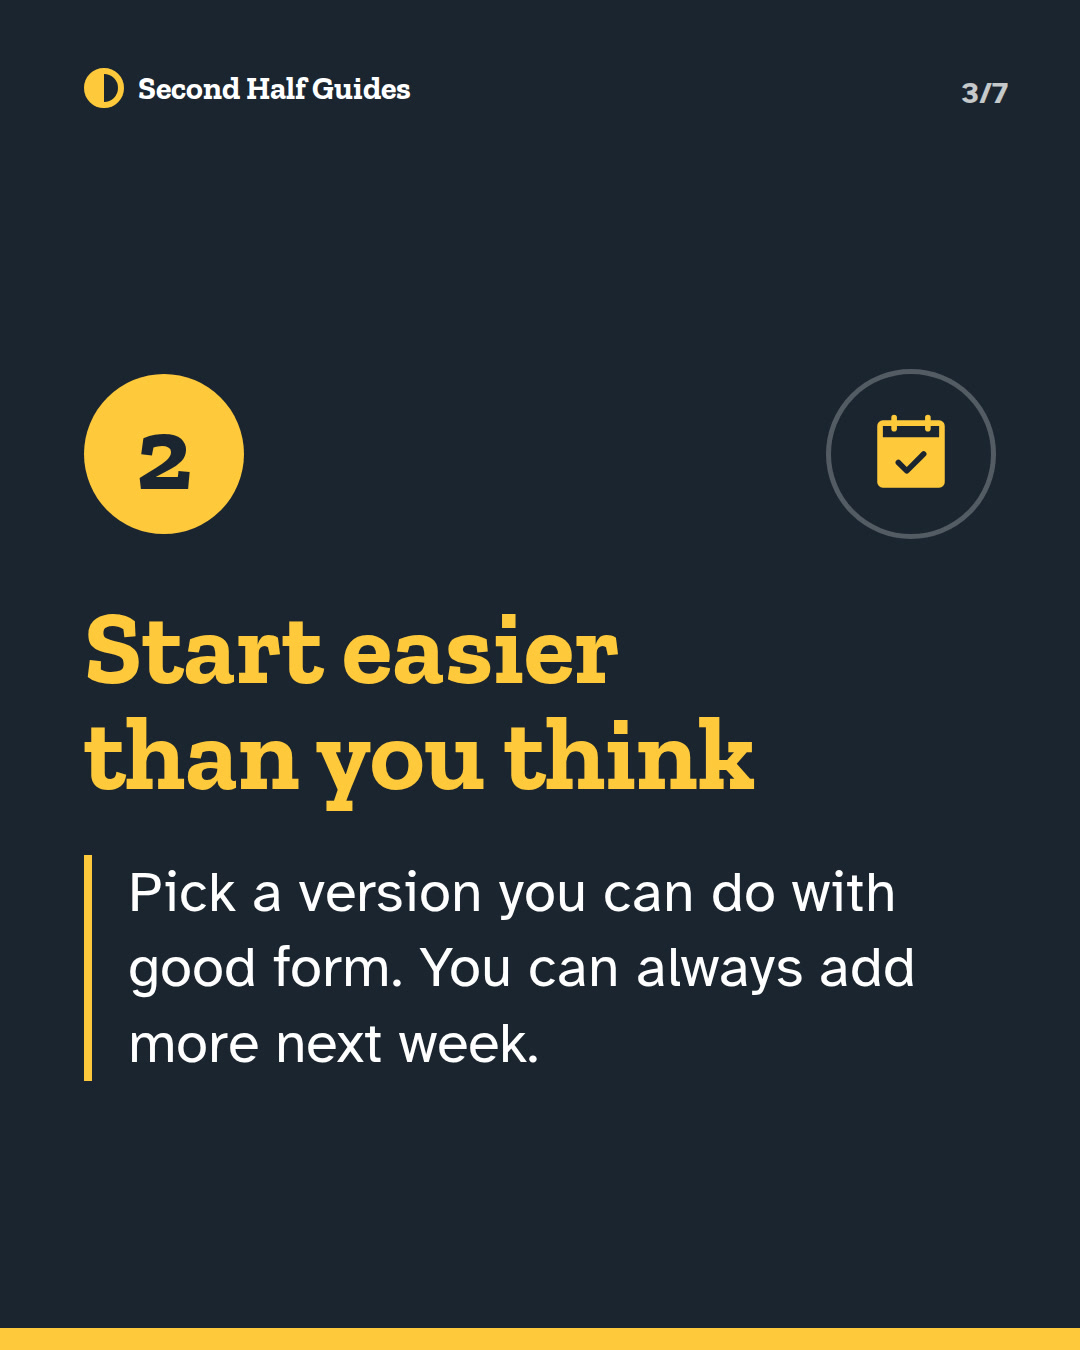 Second Half Guides
3/7
2
Start easier
than you think
Pick a version you can do with
good form. You can always add
more next week.